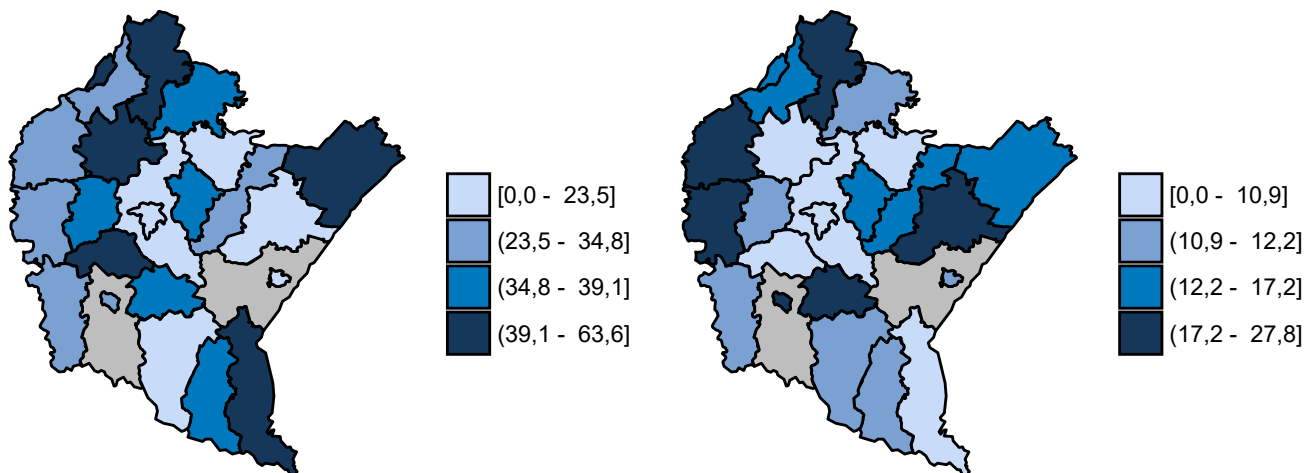 [0,0 - 23,5]
(23,5 - 34,8]
(34,8 - 39,1]
(39,1 - 63,6]
[0,0 - 10,9]
(10,9 - 12,2]
(12,2 - 17,2]
(17,2 - 27,8]